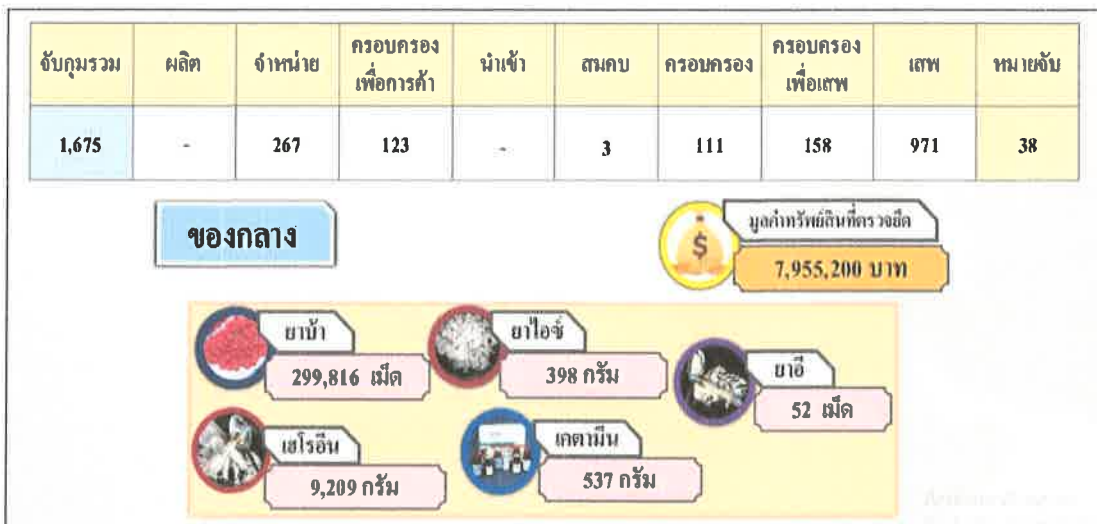 จับกุมรวม ผลิต จำหน่าย ครอบครองเพื่อการค้า นำเข้า สมคบ ครอบครอง ครอบครองเพื่อเสพ เสพ หมายจับ
1,675 - 267 123 - 3 111 158 971 38
ของกลาง
มูลค่าทรัพย์สินที่ตรวจยึด
7,955,200 บาท
ยาบ้า
299,816 เม็ด
ยาไอซ์
398 กรัม
ยาอี
52 เม็ด
เฮโรอีน
9,209 กรัม
เคตามีน
537 กรัม